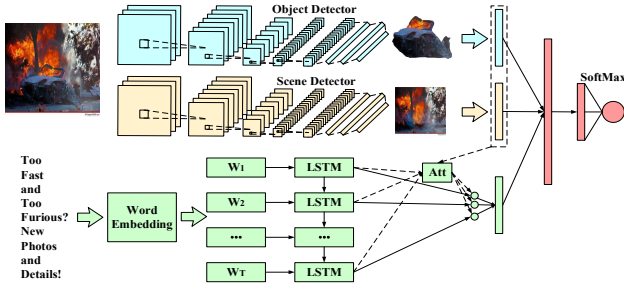 Object Detector
Scene Detector
SoftMax
Too
Fast
and
Too
Furious?
New
Photos
and
Details!
Word
Embedding
W1
LSTM
W2
LSTM
...
...
WT
LSTM
Att